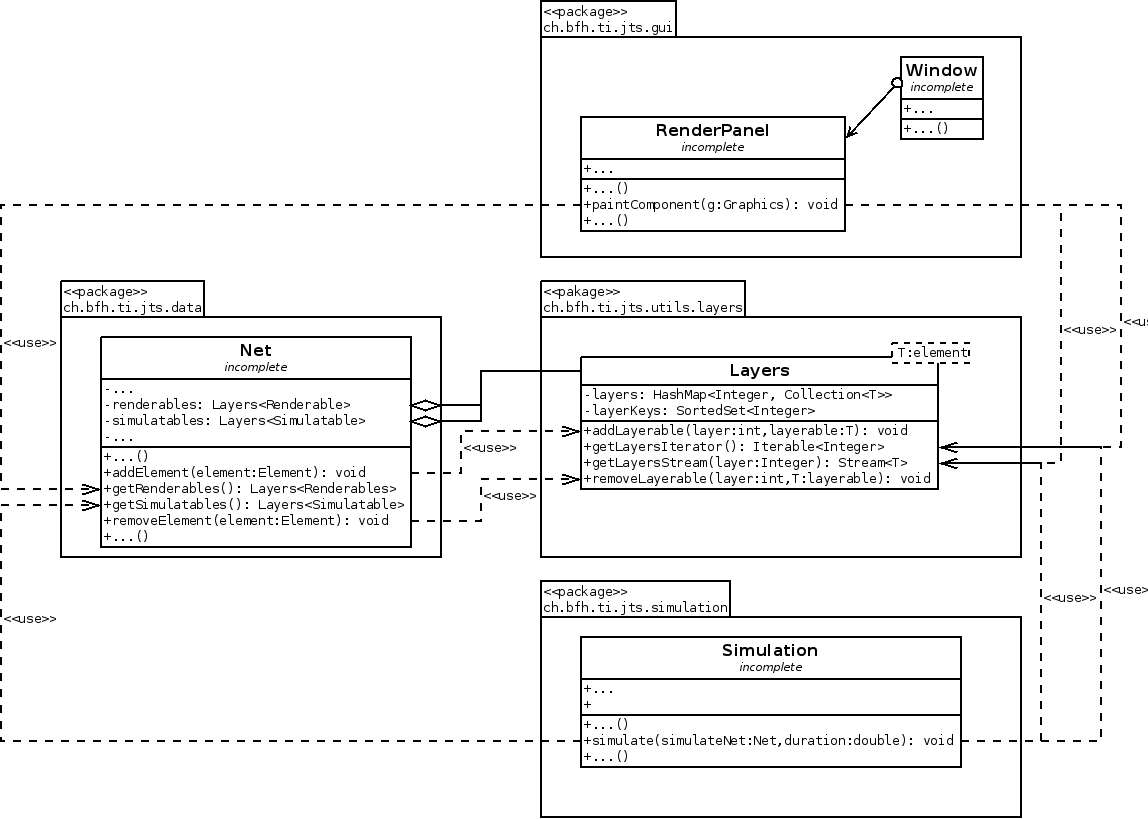 <<package>>
ch.bfh.ti.jts.gui
Window
incomplete
+...
+...()
RenderPanel
incomplete
+...
+...()
+paintComponent(g:Graphics): void
+...()
<<package>>
ch.bfh.ti.jts.data
<<pakage>>
ch.bfh.ti.jts.utils.layers
<<use>>
<<use>>
<<us
Net
incomplete
-...
-renderables: Layers<Renderable>
-simulatables: Layers<Simulatable>
-...
+...()
+addElement(element:Element): void
+getRenderables(): Layers<Renderables>
+getSimulatables(): Layers<Simulatable>
+removeElement(element:Element): void
+...()
<<use>>
<<use>>
T:element
Layers
-layers: HashMap<Integer, Collection<T>>
-layerKeys: SortedSet<Integer>
+addLayerable(layer:int,layerable:T): void
+getLayersIterator(): Iterable<Integer>
+getLayersStream(layer:Integer): Stream<T>
+removeLayerable(layer:int,T:layerable): void
<<package>>
ch.bfh.ti.jts.simulation
<<use>>
<<use>
<<use>>
Simulation
incomplete
+...
+
+...()
+simulate(simulateNet:Net,duration:double): void
+...()